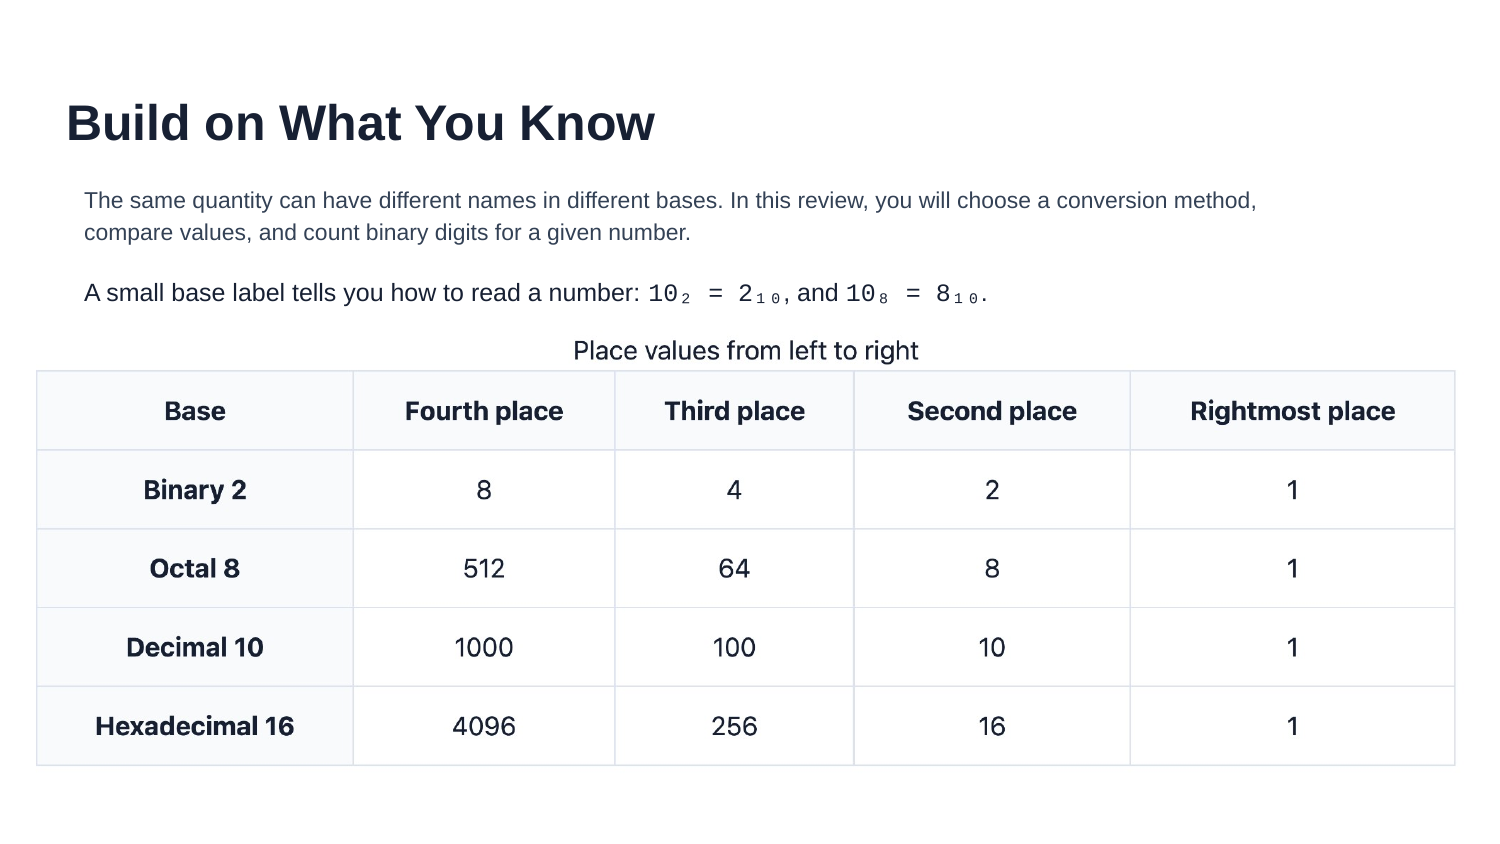 Build on What You Know
The same quantity can have different names in different bases. In this review, you will choose a conversion method,
compare values, and count binary digits for a given number.
A small base label tells you how to read a number: 10₂ = 2₁₀, and 10₈ = 8₁₀.
Place values from left to right
Base Fourth place Third place Second place Rightmost place
Binary 2 8 4 2 1
Octal 8 512 64 8 1
Decimal 10 1000 100 10 1
Hexadecimal 16 4096 256 16 1